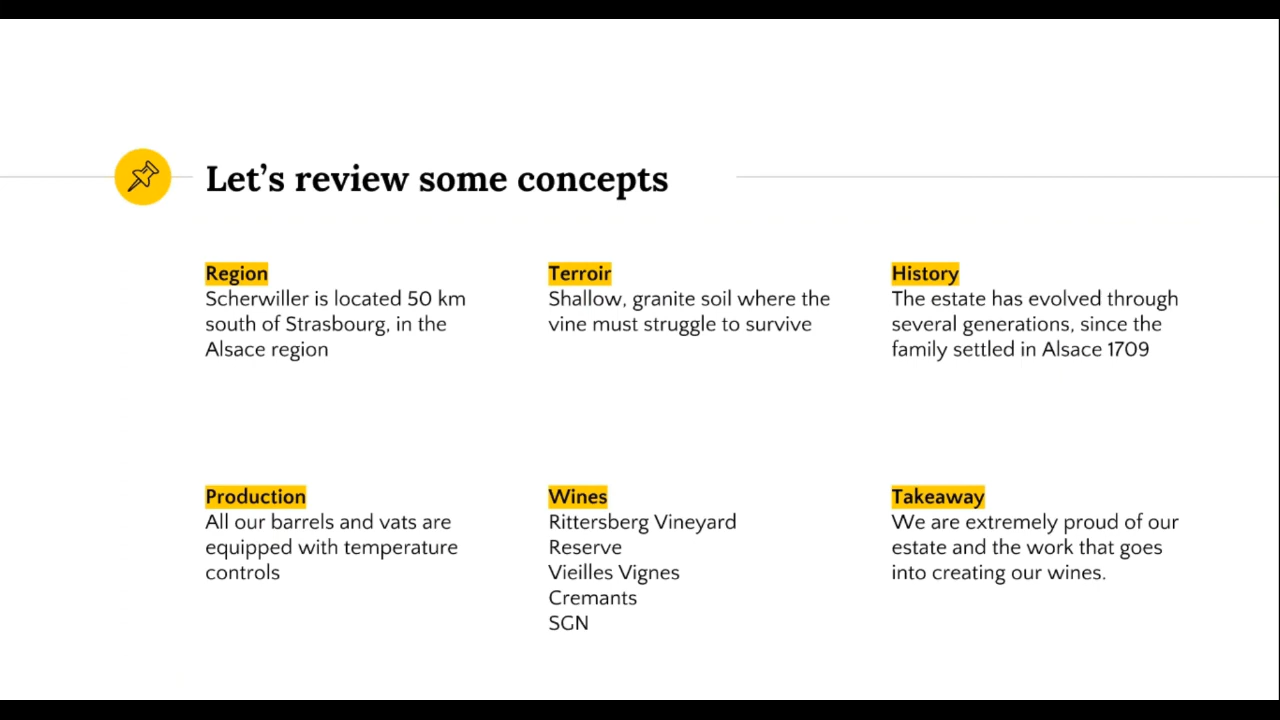 Let's review some concepts
Region
Scherwiller is located 50 km
south of Strasbourg, in the
Alsace region
Terroir
Shallow, granite soil where the
vine must struggle to survive
History
The estate has evolved through
several generations, since the
family settled in Alsace 1709
Production
All our barrels and vats are
equipped with temperature
controls
Wines
Rittersberg Vineyard
Reserve
Vieilles Vignes
Cremants
SGN
Takeaway
We are extremely proud of our
estate and the work that goes
into creating our wines.